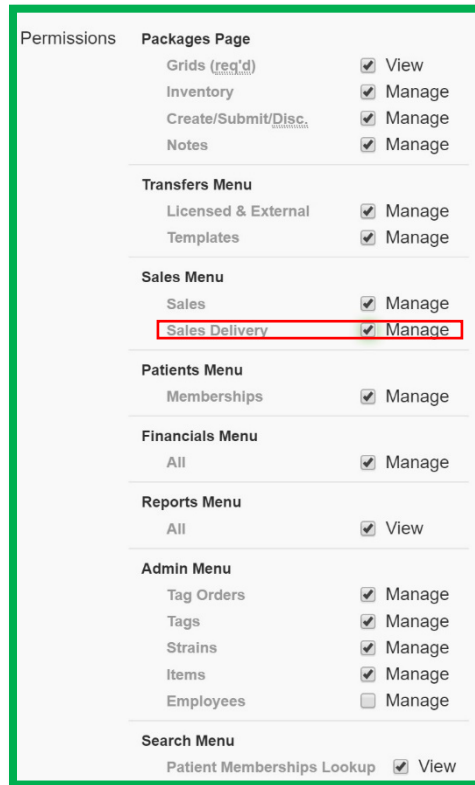 Permissions Packages Page
Grids (req'd) View
Inventory Manage
Create/Submit/Disc. Manage
Notes Manage
Transfers Menu
Licensed & External Manage
Templates Manage
Sales Menu
Sales Manage
Sales Delivery Manage
Patients Menu
Memberships Manage
Financials Menu
All Manage
Reports Menu
All View
Admin Menu
Tag Orders Manage
Tags Manage
Strains Manage
Items Manage
Employees Manage
Search Menu
Patient Memberships Lookup View